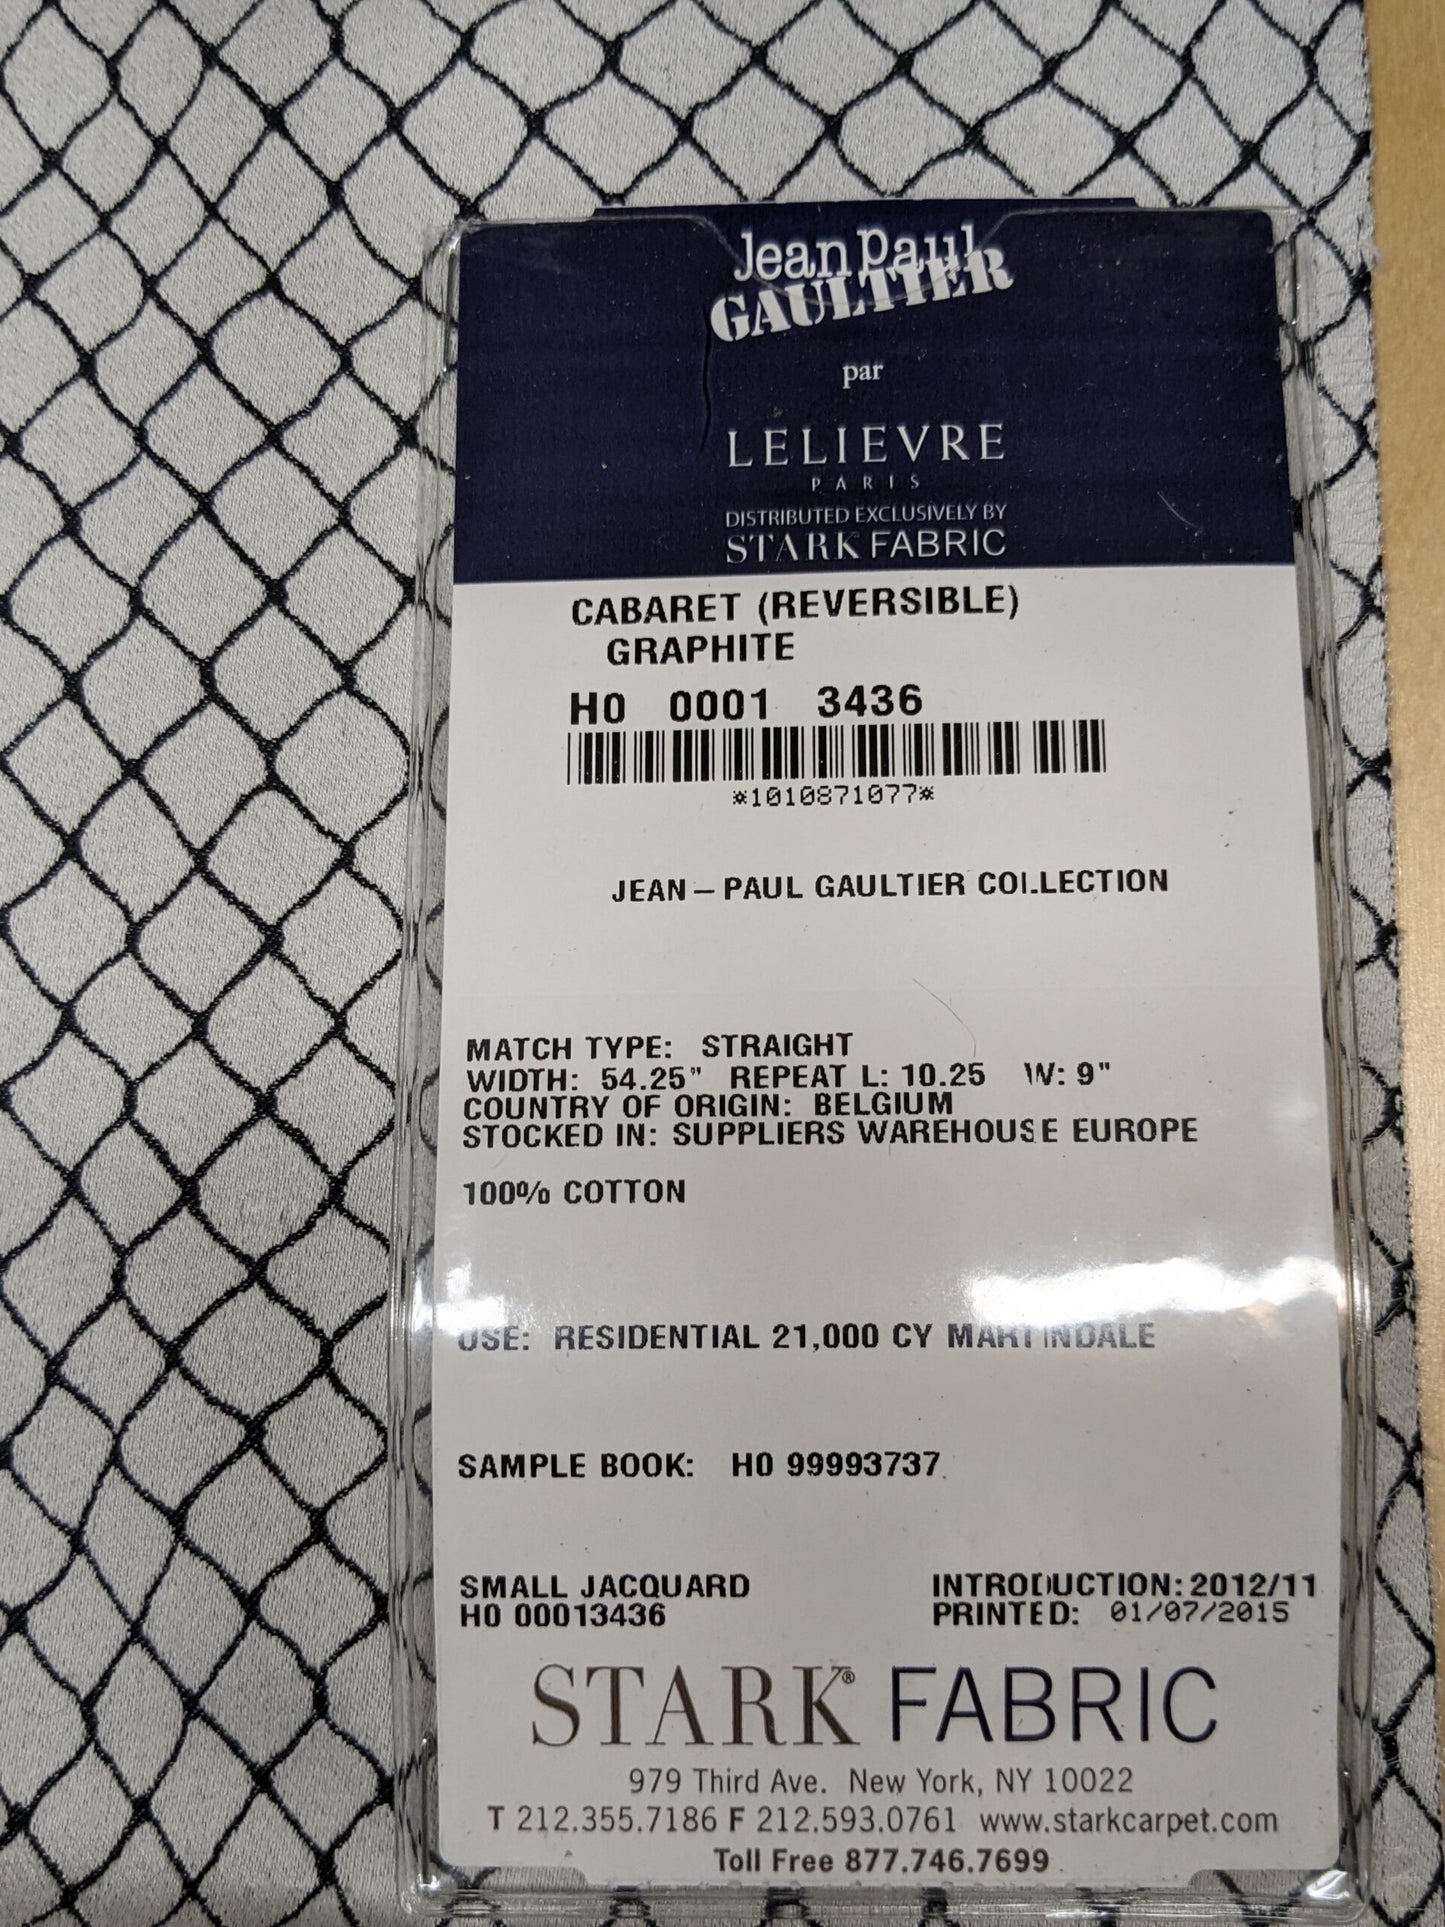 Jean Paul
GAULTIER
par
LELIEVRE
PARIS
DISTRIBUTED EXCLUSIVELY BY
STARK FABRIC
CABARET (REVERSIBLE)
GRAPHITE
H0 0001 3436
*1010871077*
JEAN-PAUL GAULTIER COLLECTION
MATCH TYPE: STRAIGHT
WIDTH: 54.25" REPEAT L: 10.25 W: 9"
COUNTRY OF ORIGIN: BELGIUM
STOCKED IN: SUPPLIERS WAREHOUSE EUROPE
100% COTTON
USE: RESIDENTIAL 21,000 CY MARTINDALE
SAMPLE BOOK: H0 99993737
SMALL JACQUARD INTRODUCTION: 2012/11
H0 00013436 PRINTED: 01/07/2015
STARK® FABRIC
979 Third Ave. New York, NY 10022
T 212.355.7186 F 212.593.0761 www.starkcarpet.com
Toll Free 877.746.7699